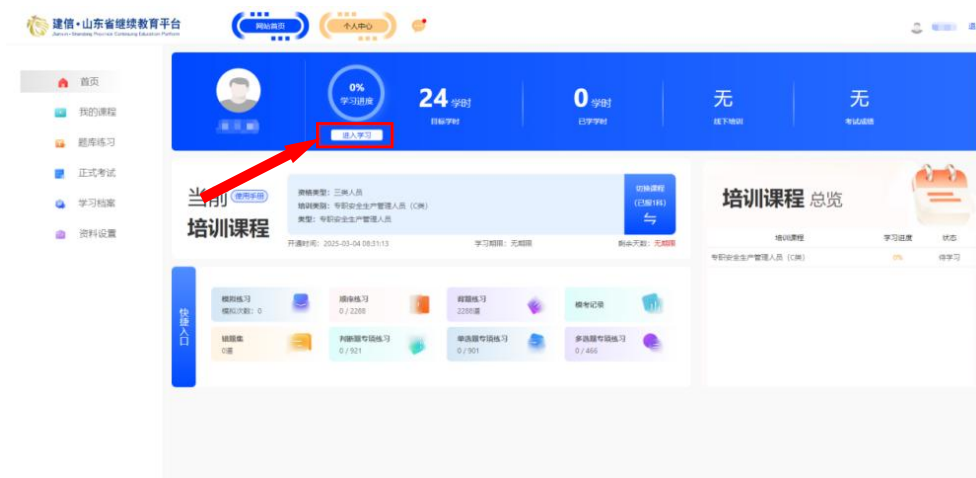 建信·山东省继续教育平台
Jianxin · Shandong Province Continuing Education Platform
网站首页
个人中心
退
首页
我的课程
题库练习
正式考试
学习档案
资料设置
0%
学习进度
进入学习
24 学时
目标学时
0 学时
已学学时
无
线下培训
无
考试成绩
当前 使用手册
培训课程
资格类型：三类人员
培训类别：专职安全生产管理人员（C类）
类型：专职安全生产管理人员
切换课程
(已报1科)
开通时间：2025-03-04 08:31:13
学习期限：无期限
剩余天数：无期限
培训课程 总览
培训课程 学习进度 状态
专职安全生产管理人员（C类） 0% 待学习
快捷入口
模拟练习
模拟次数：0
顺序练习
0 / 2288
背题练习
2288道
模考记录
错题集
0道
判断题专项练习
0 / 921
单选题专项练习
0 / 901
多选题专项练习
0 / 466